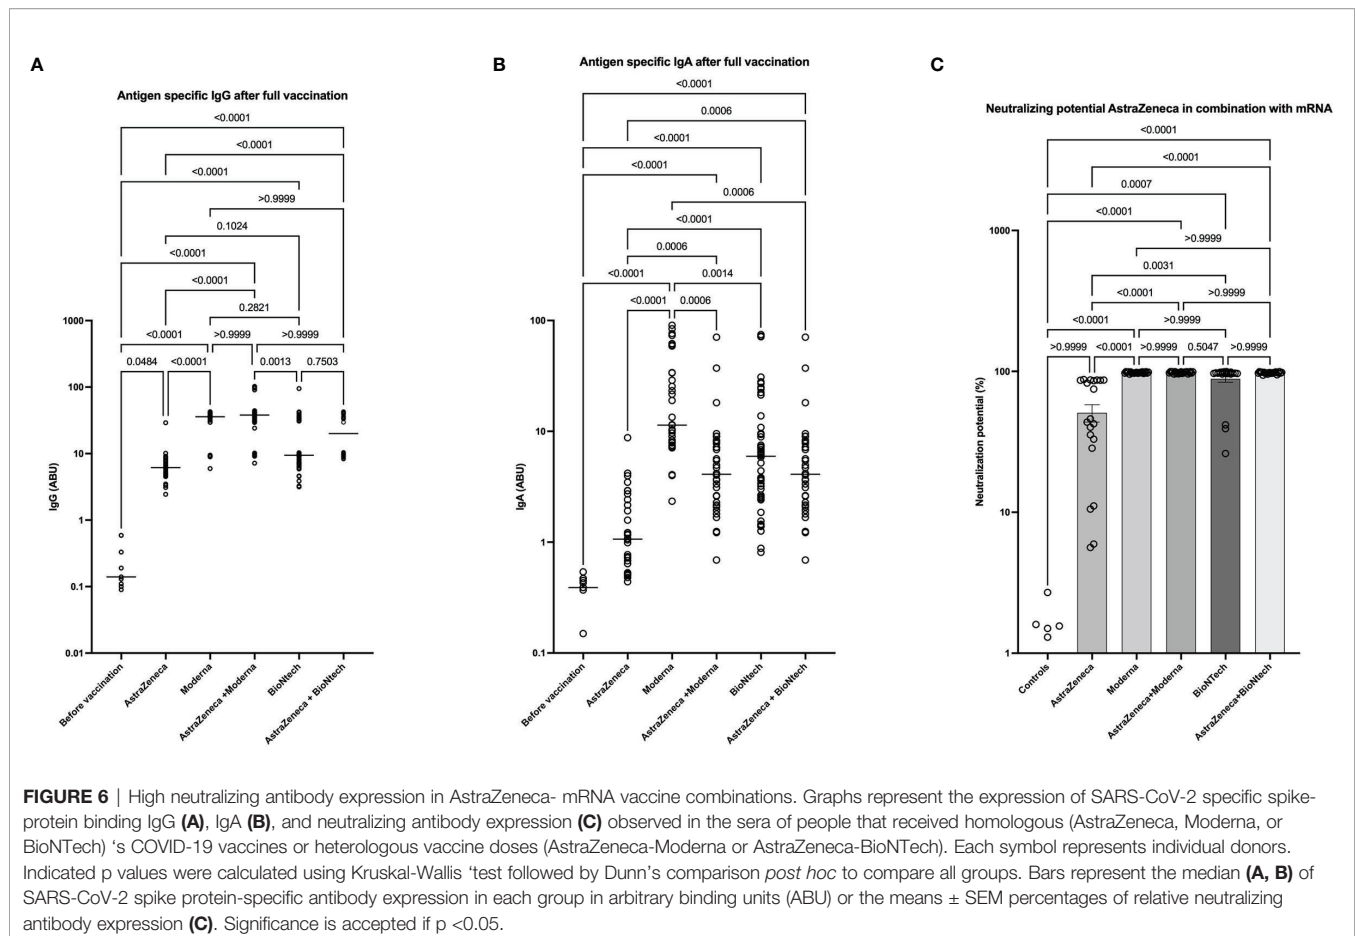 A
Antigen specific IgG after full vaccination
<0.0001
<0.0001
<0.0001
>0.9999
0.1024
<0.0001
<0.0001
0.2821
<0.0001 >0.9999 >0.9999
0.0484 <0.0001 0.0013 0.7503
1000
100
10
1
0.1
0.01
IgG (ABU)
Before vaccination
AstraZeneca
Moderna
AstraZeneca +Moderna
BioNtech
AstraZeneca + BioNtech
B
Antigen specific IgA after full vaccination
<0.0001
0.0006
<0.0001
<0.0001
0.0006
<0.0001
0.0006
<0.0001 0.0014
<0.0001 0.0006
100
10
1
0.1
IgA (ABU)
Before vaccination
AstraZeneca
Moderna
AstraZeneca +Moderna
BioNtech
AstraZeneca + BioNtech
C
Neutralizing potential AstraZeneca in combination with mRNA
<0.0001
<0.0001
0.0007
<0.0001
>0.9999
0.0031
<0.0001 >0.9999
<0.0001 >0.9999
>0.9999 <0.0001 >0.9999 0.5047 >0.9999
1000
100
10
1
Neutralization potential (%)
Controls
AstraZeneca
Moderna
AstraZeneca+Moderna
BioNTech
AstraZeneca+BioNtech
FIGURE 6 | High neutralizing antibody expression in AstraZeneca- mRNA vaccine combinations. Graphs represent the expression of SARS-CoV-2 specific spike-
protein binding IgG (A), IgA (B), and neutralizing antibody expression (C) observed in the sera of people that received homologous (AstraZeneca, Moderna, or
BioNTech) ‘s COVID-19 vaccines or heterologous vaccine doses (AstraZeneca-Moderna or AstraZeneca-BioNTech). Each symbol represents individual donors.
Indicated p values were calculated using Kruskal-Wallis ‘test followed by Dunn’s comparison post hoc to compare all groups. Bars represent the median (A, B) of
SARS-CoV-2 spike protein-specific antibody expression in each group in arbitrary binding units (ABU) or the means ± SEM percentages of relative neutralizing
antibody expression (C). Significance is accepted if p <0.05.